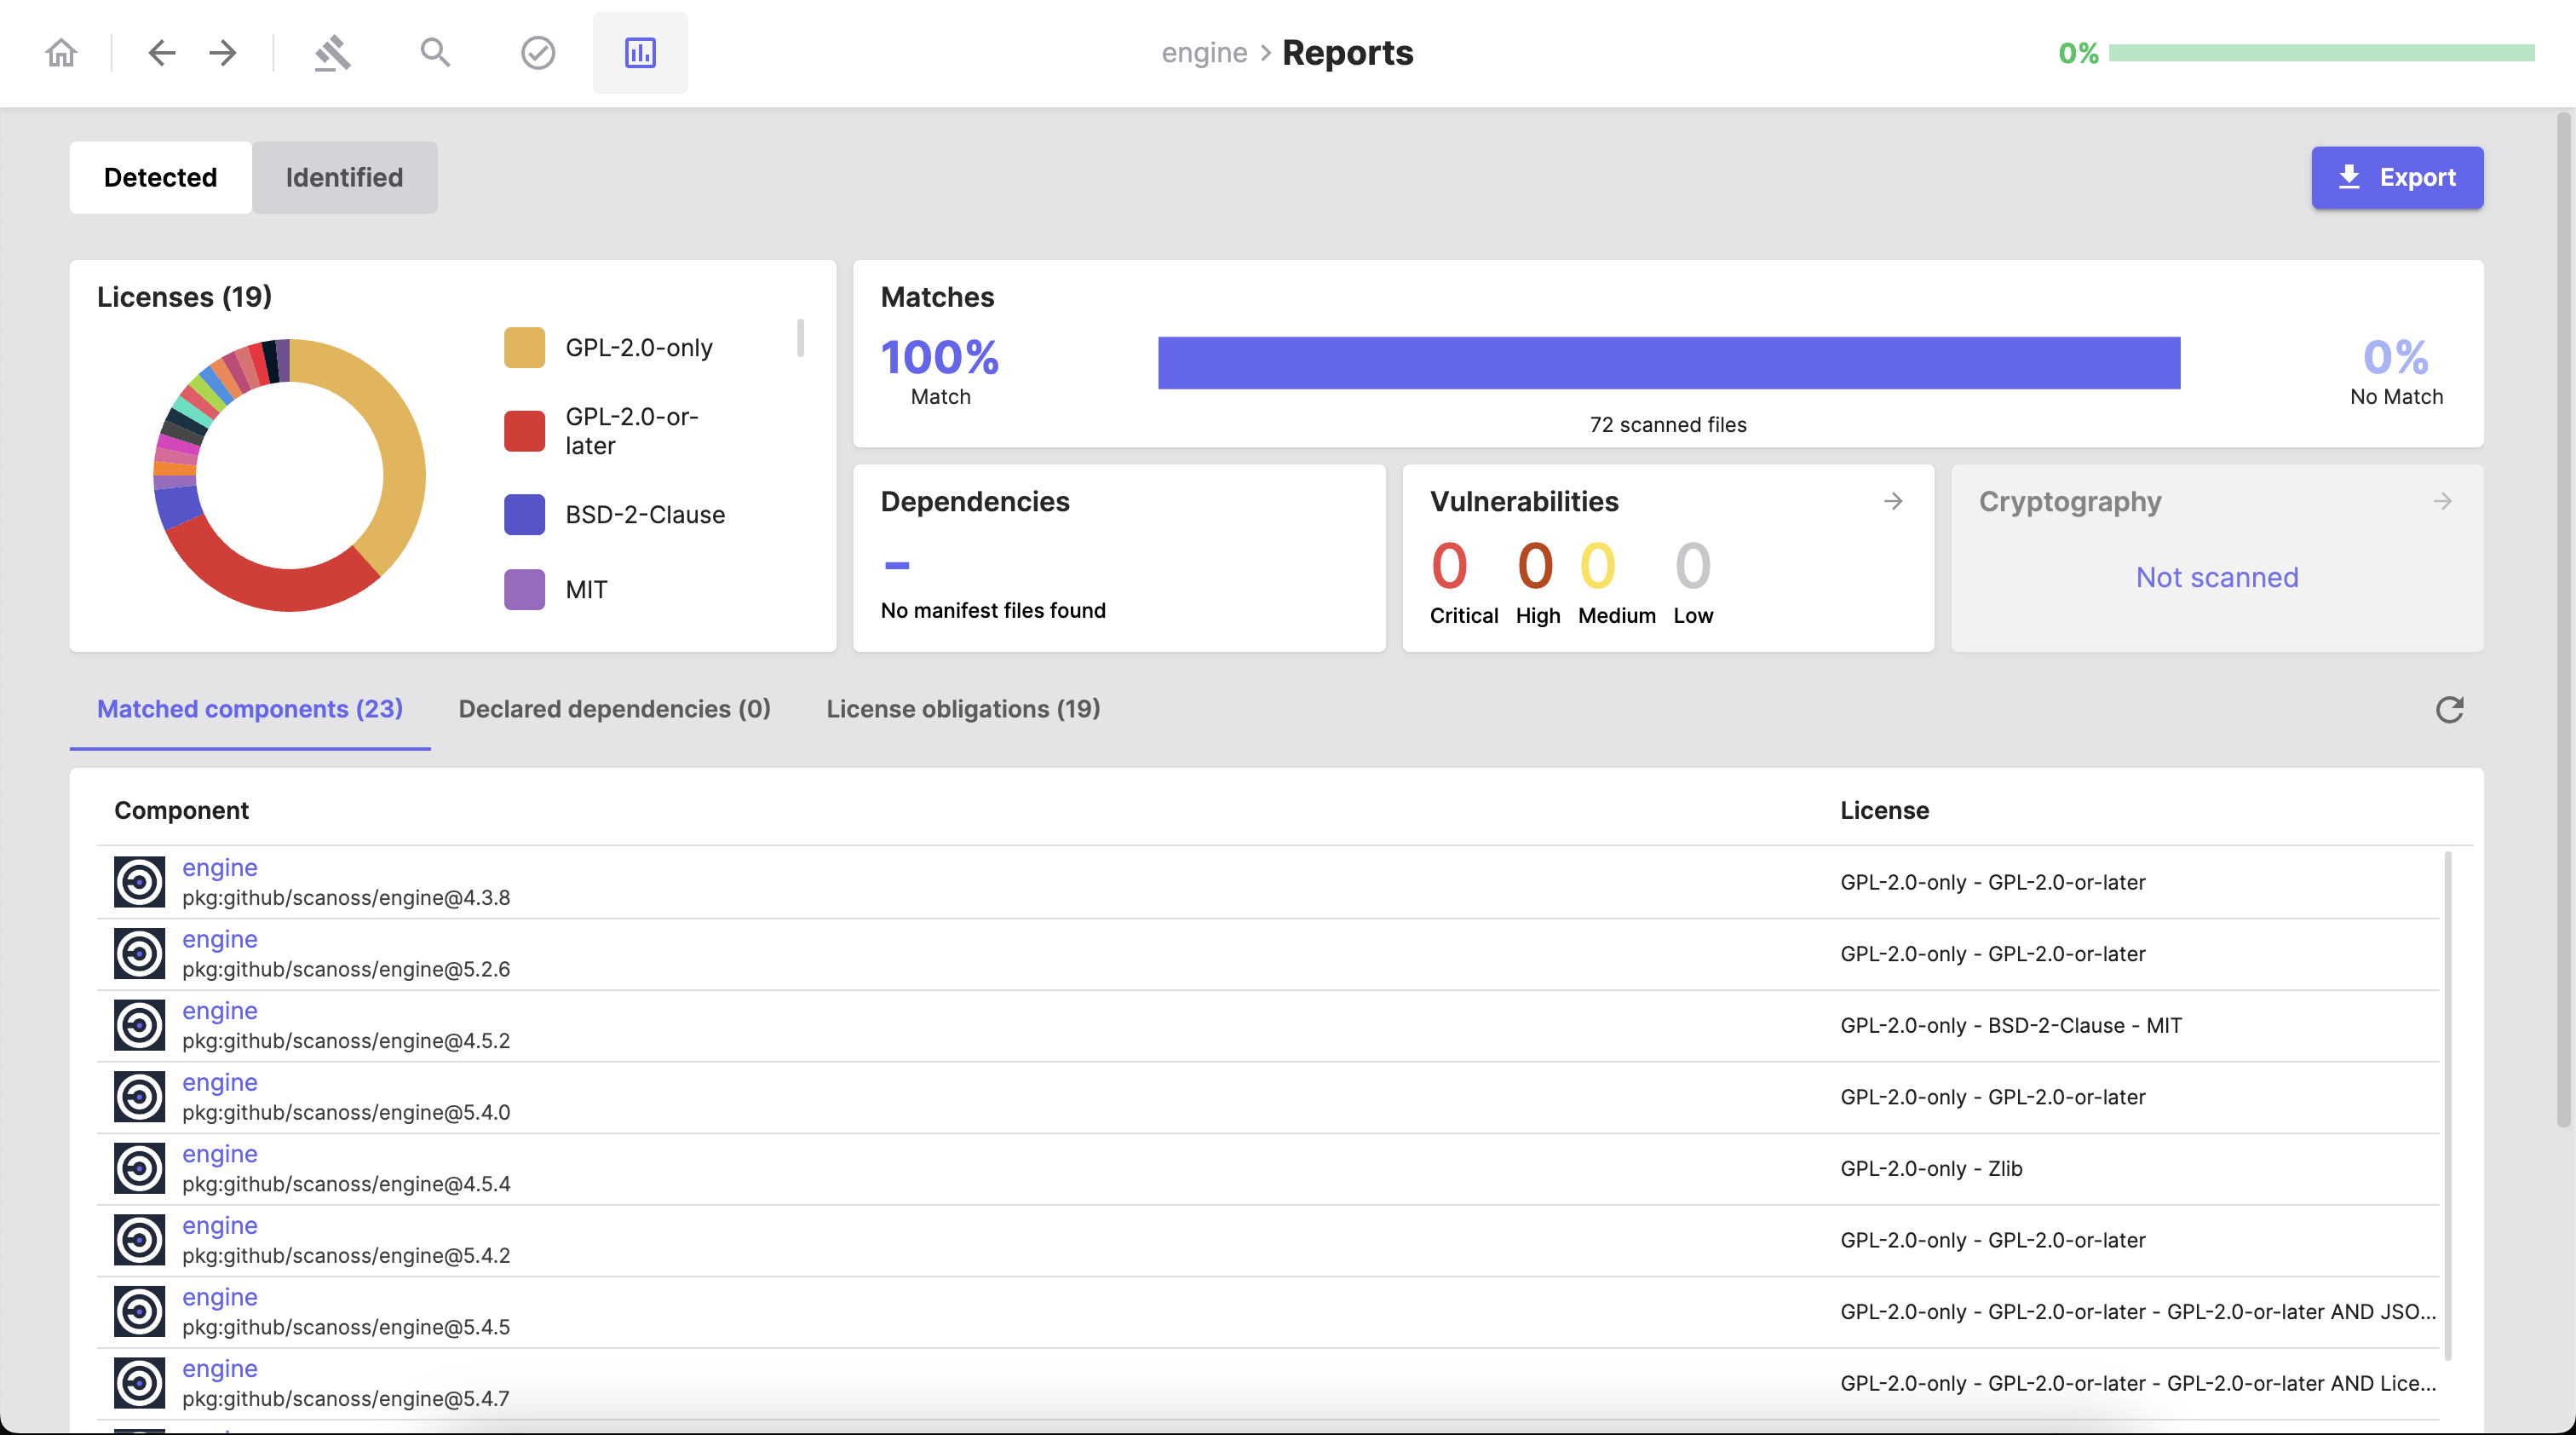 engine > Reports
0%
Detected
Identified
Export
Licenses (19)
GPL-2.0-only
GPL-2.0-or-
later
BSD-2-Clause
MIT
Matches
100%
Match
72 scanned files
0%
No Match
Dependencies
–
No manifest files found
Vulnerabilities
0 0 0 0
Critical High Medium Low
Cryptography
Not scanned
Matched components (23)
Declared dependencies (0)
License obligations (19)
Component License
engine
pkg:github/scanoss/engine@4.3.8
GPL-2.0-only - GPL-2.0-or-later
engine
pkg:github/scanoss/engine@5.2.6
GPL-2.0-only - GPL-2.0-or-later
engine
pkg:github/scanoss/engine@4.5.2
GPL-2.0-only - BSD-2-Clause - MIT
engine
pkg:github/scanoss/engine@5.4.0
GPL-2.0-only - GPL-2.0-or-later
engine
pkg:github/scanoss/engine@4.5.4
GPL-2.0-only - Zlib
engine
pkg:github/scanoss/engine@5.4.2
GPL-2.0-only - GPL-2.0-or-later
engine
pkg:github/scanoss/engine@5.4.5
GPL-2.0-only - GPL-2.0-or-later - GPL-2.0-or-later AND JSO...
engine
pkg:github/scanoss/engine@5.4.7
GPL-2.0-only - GPL-2.0-or-later - GPL-2.0-or-later AND Lice...